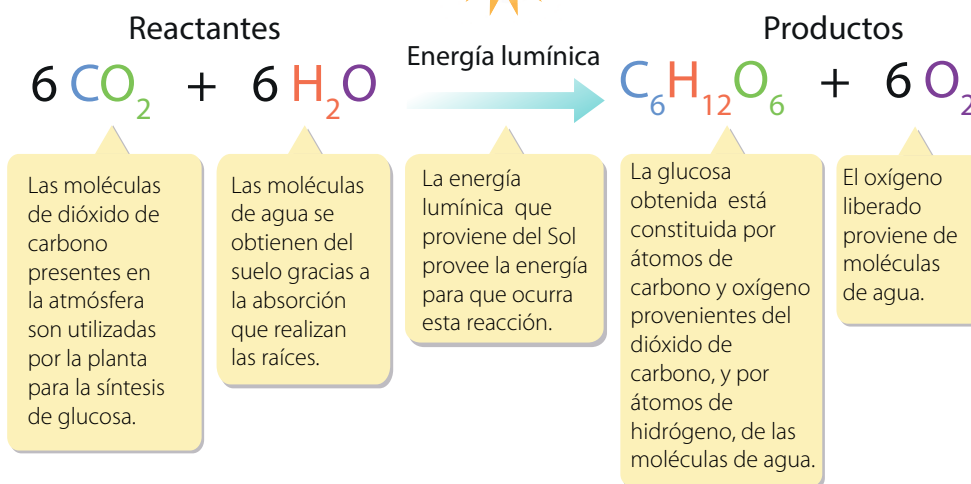 Reactantes
Productos
Energía lumínica
6 CO2 + 6 H2O
C6H12O6 + 6 O2
Las moléculas
de dióxido de
carbono
presentes en
la atmósfera
son utilizadas
por la planta
para la síntesis
de glucosa.
Las moléculas
de agua se
obtienen del
suelo gracias a
la absorción
que realizan
las raíces.
La energía
lumínica que
proviene del Sol
provee la energía
para que ocurra
esta reacción.
La glucosa
obtenida está
constituida por
átomos de
carbono y oxígeno
provenientes del
dióxido de
carbono, y por
átomos de
hidrógeno, de las
moléculas de agua.
El oxígeno
liberado
proviene de
moléculas
de agua.